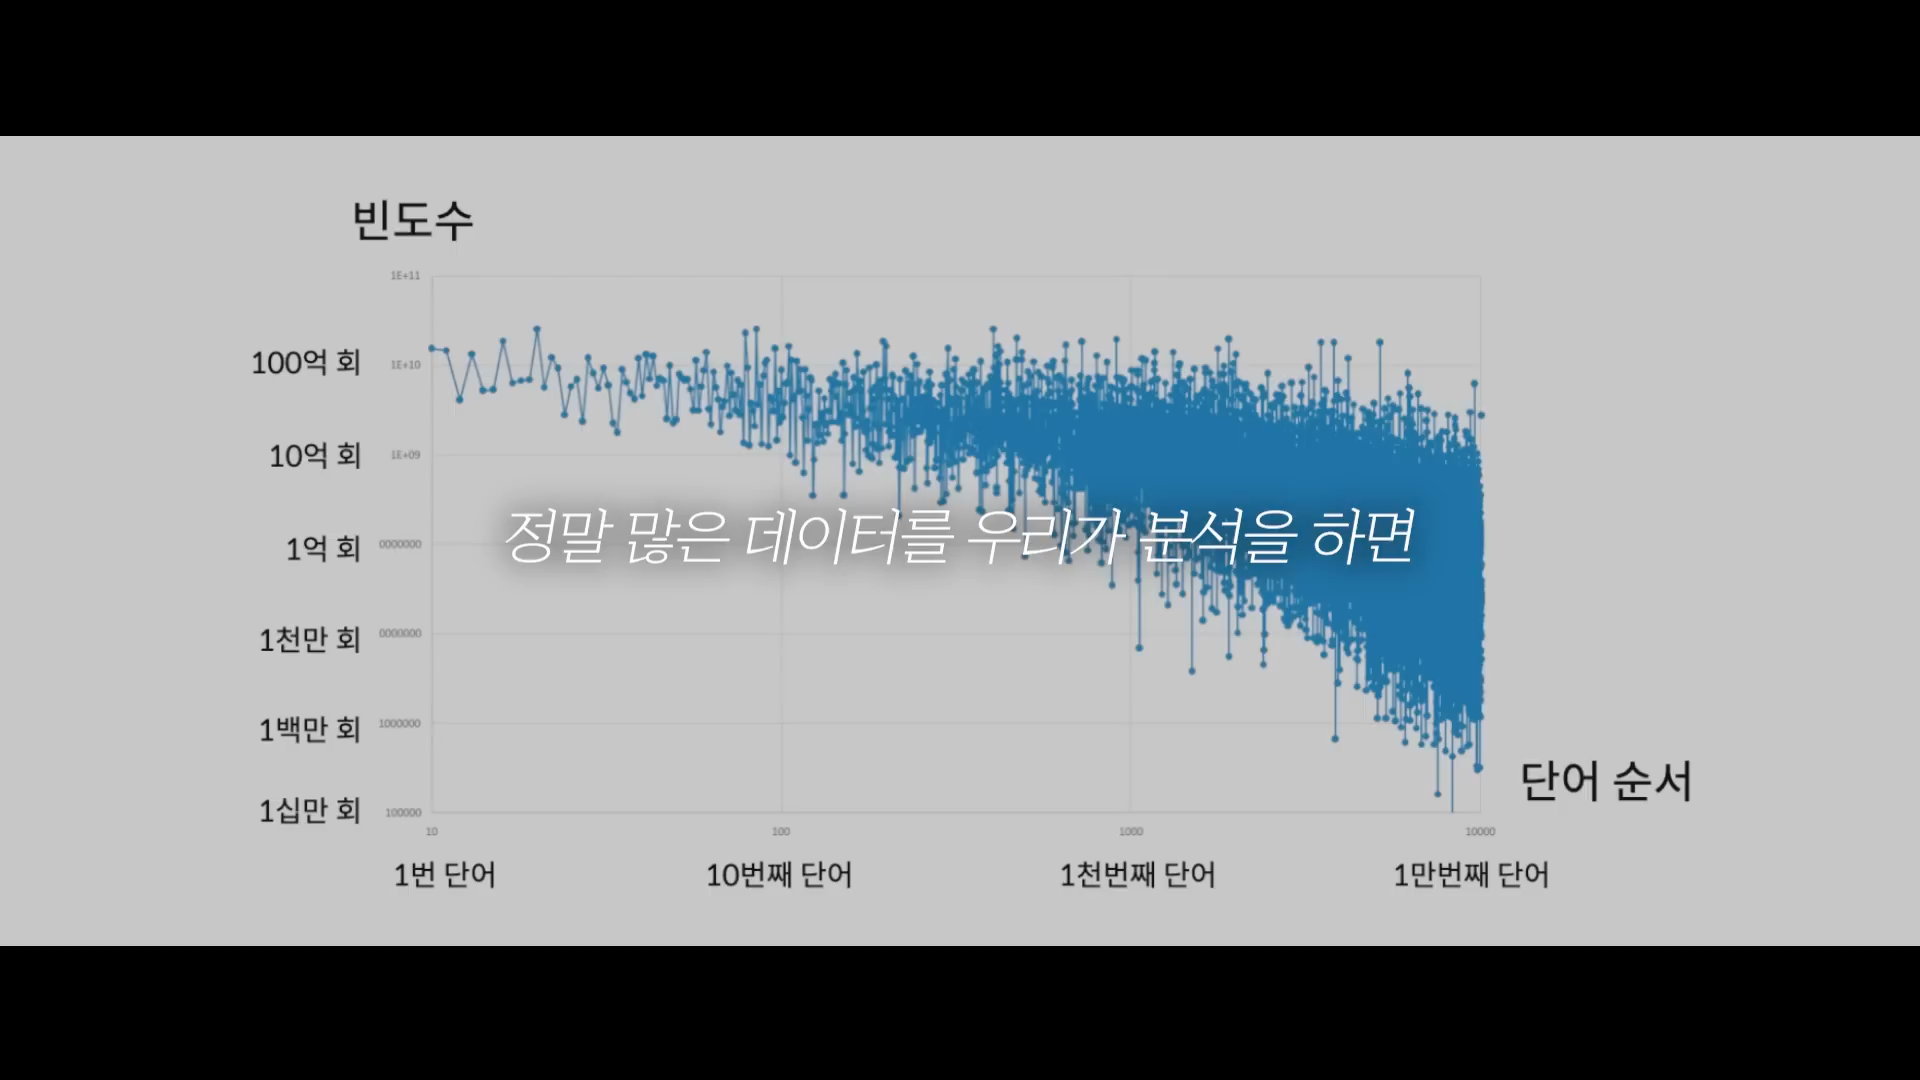 빈도수
1E+11
100억 회
1E+10
10억 회
1E+09
정말 많은 데이터를 우리가 분석을 하면
1억 회
0000000
1천만 회
0000000
1백만 회
1000000
단어 순서
1십만 회
100000
10 100 1000 10000
1번 단어 10번째 단어 1천번째 단어 1만번째 단어